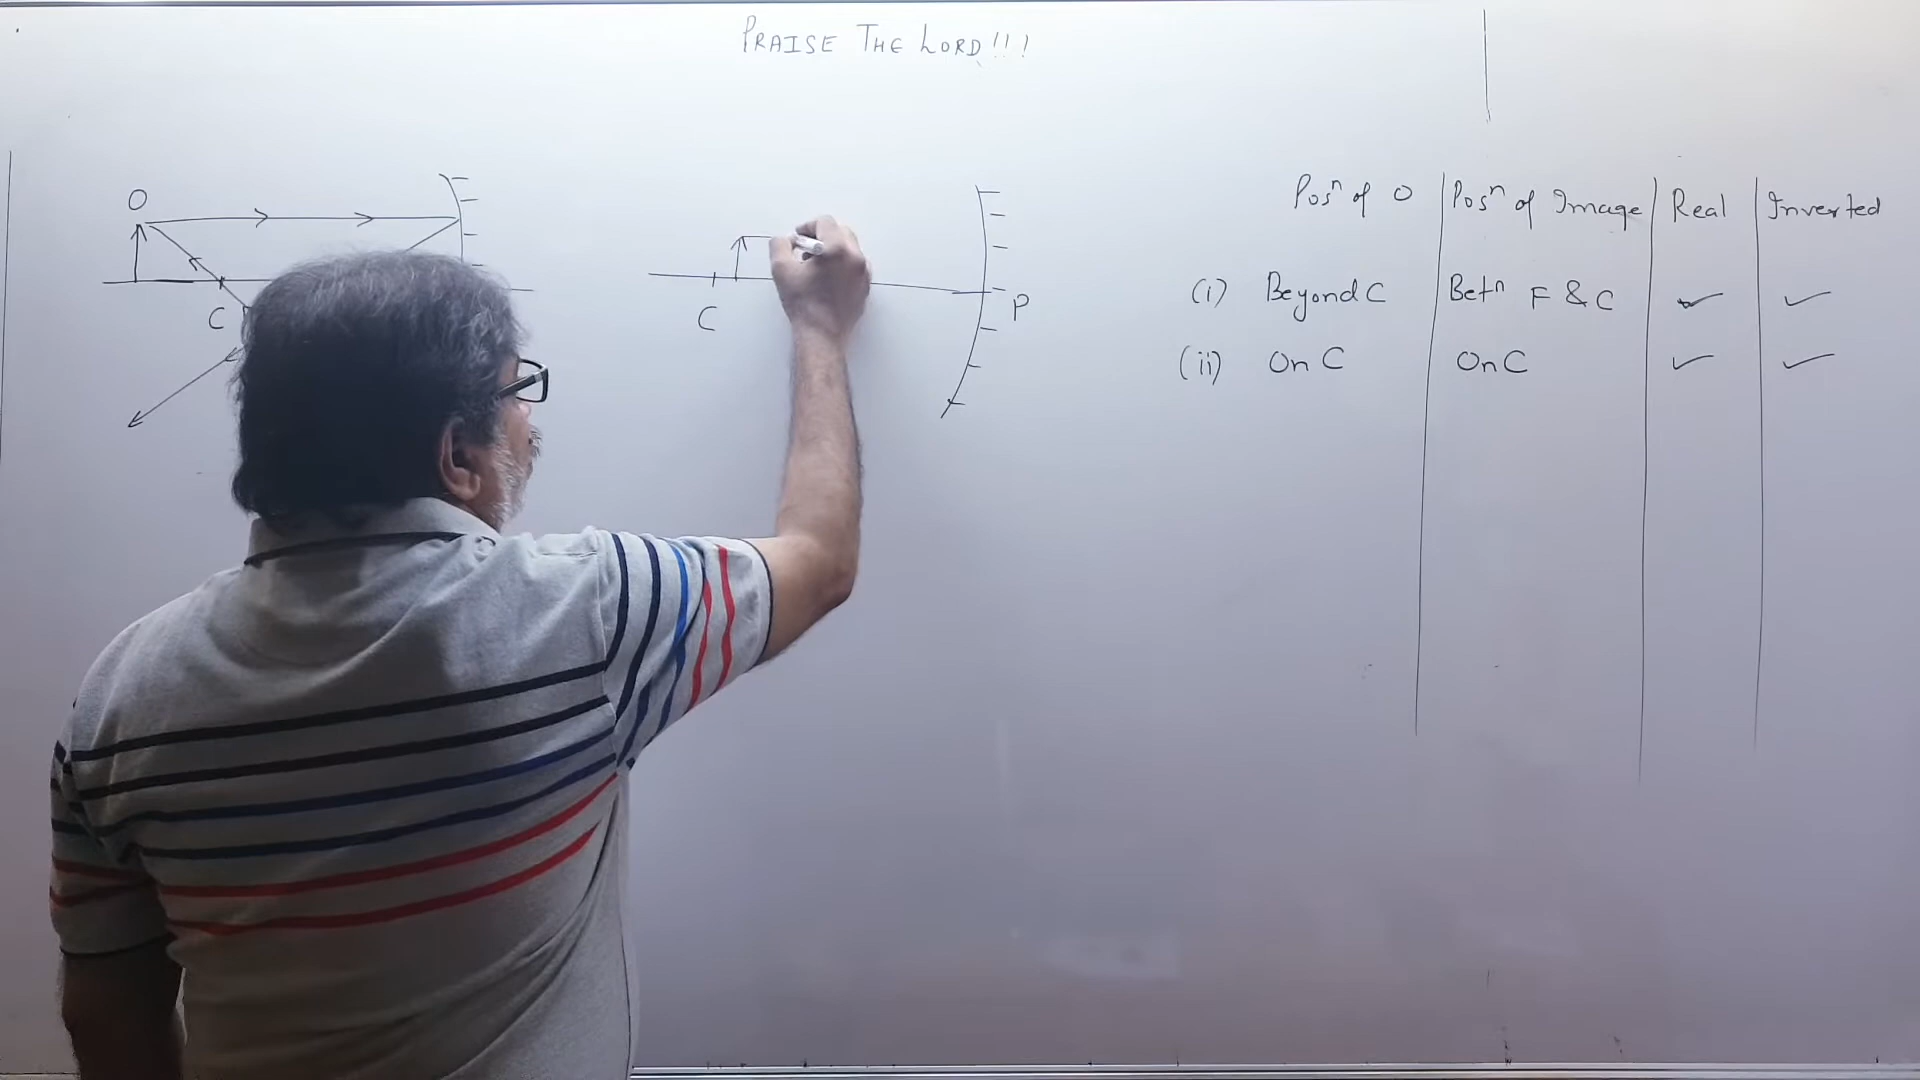 PRAISE THE LORD!!!
O
C
C
P
Posⁿ of O Posⁿ of Image Real Inverted
(i) Beyond C Betⁿ F & C ✓ ✓
(ii) On C On C ✓ ✓